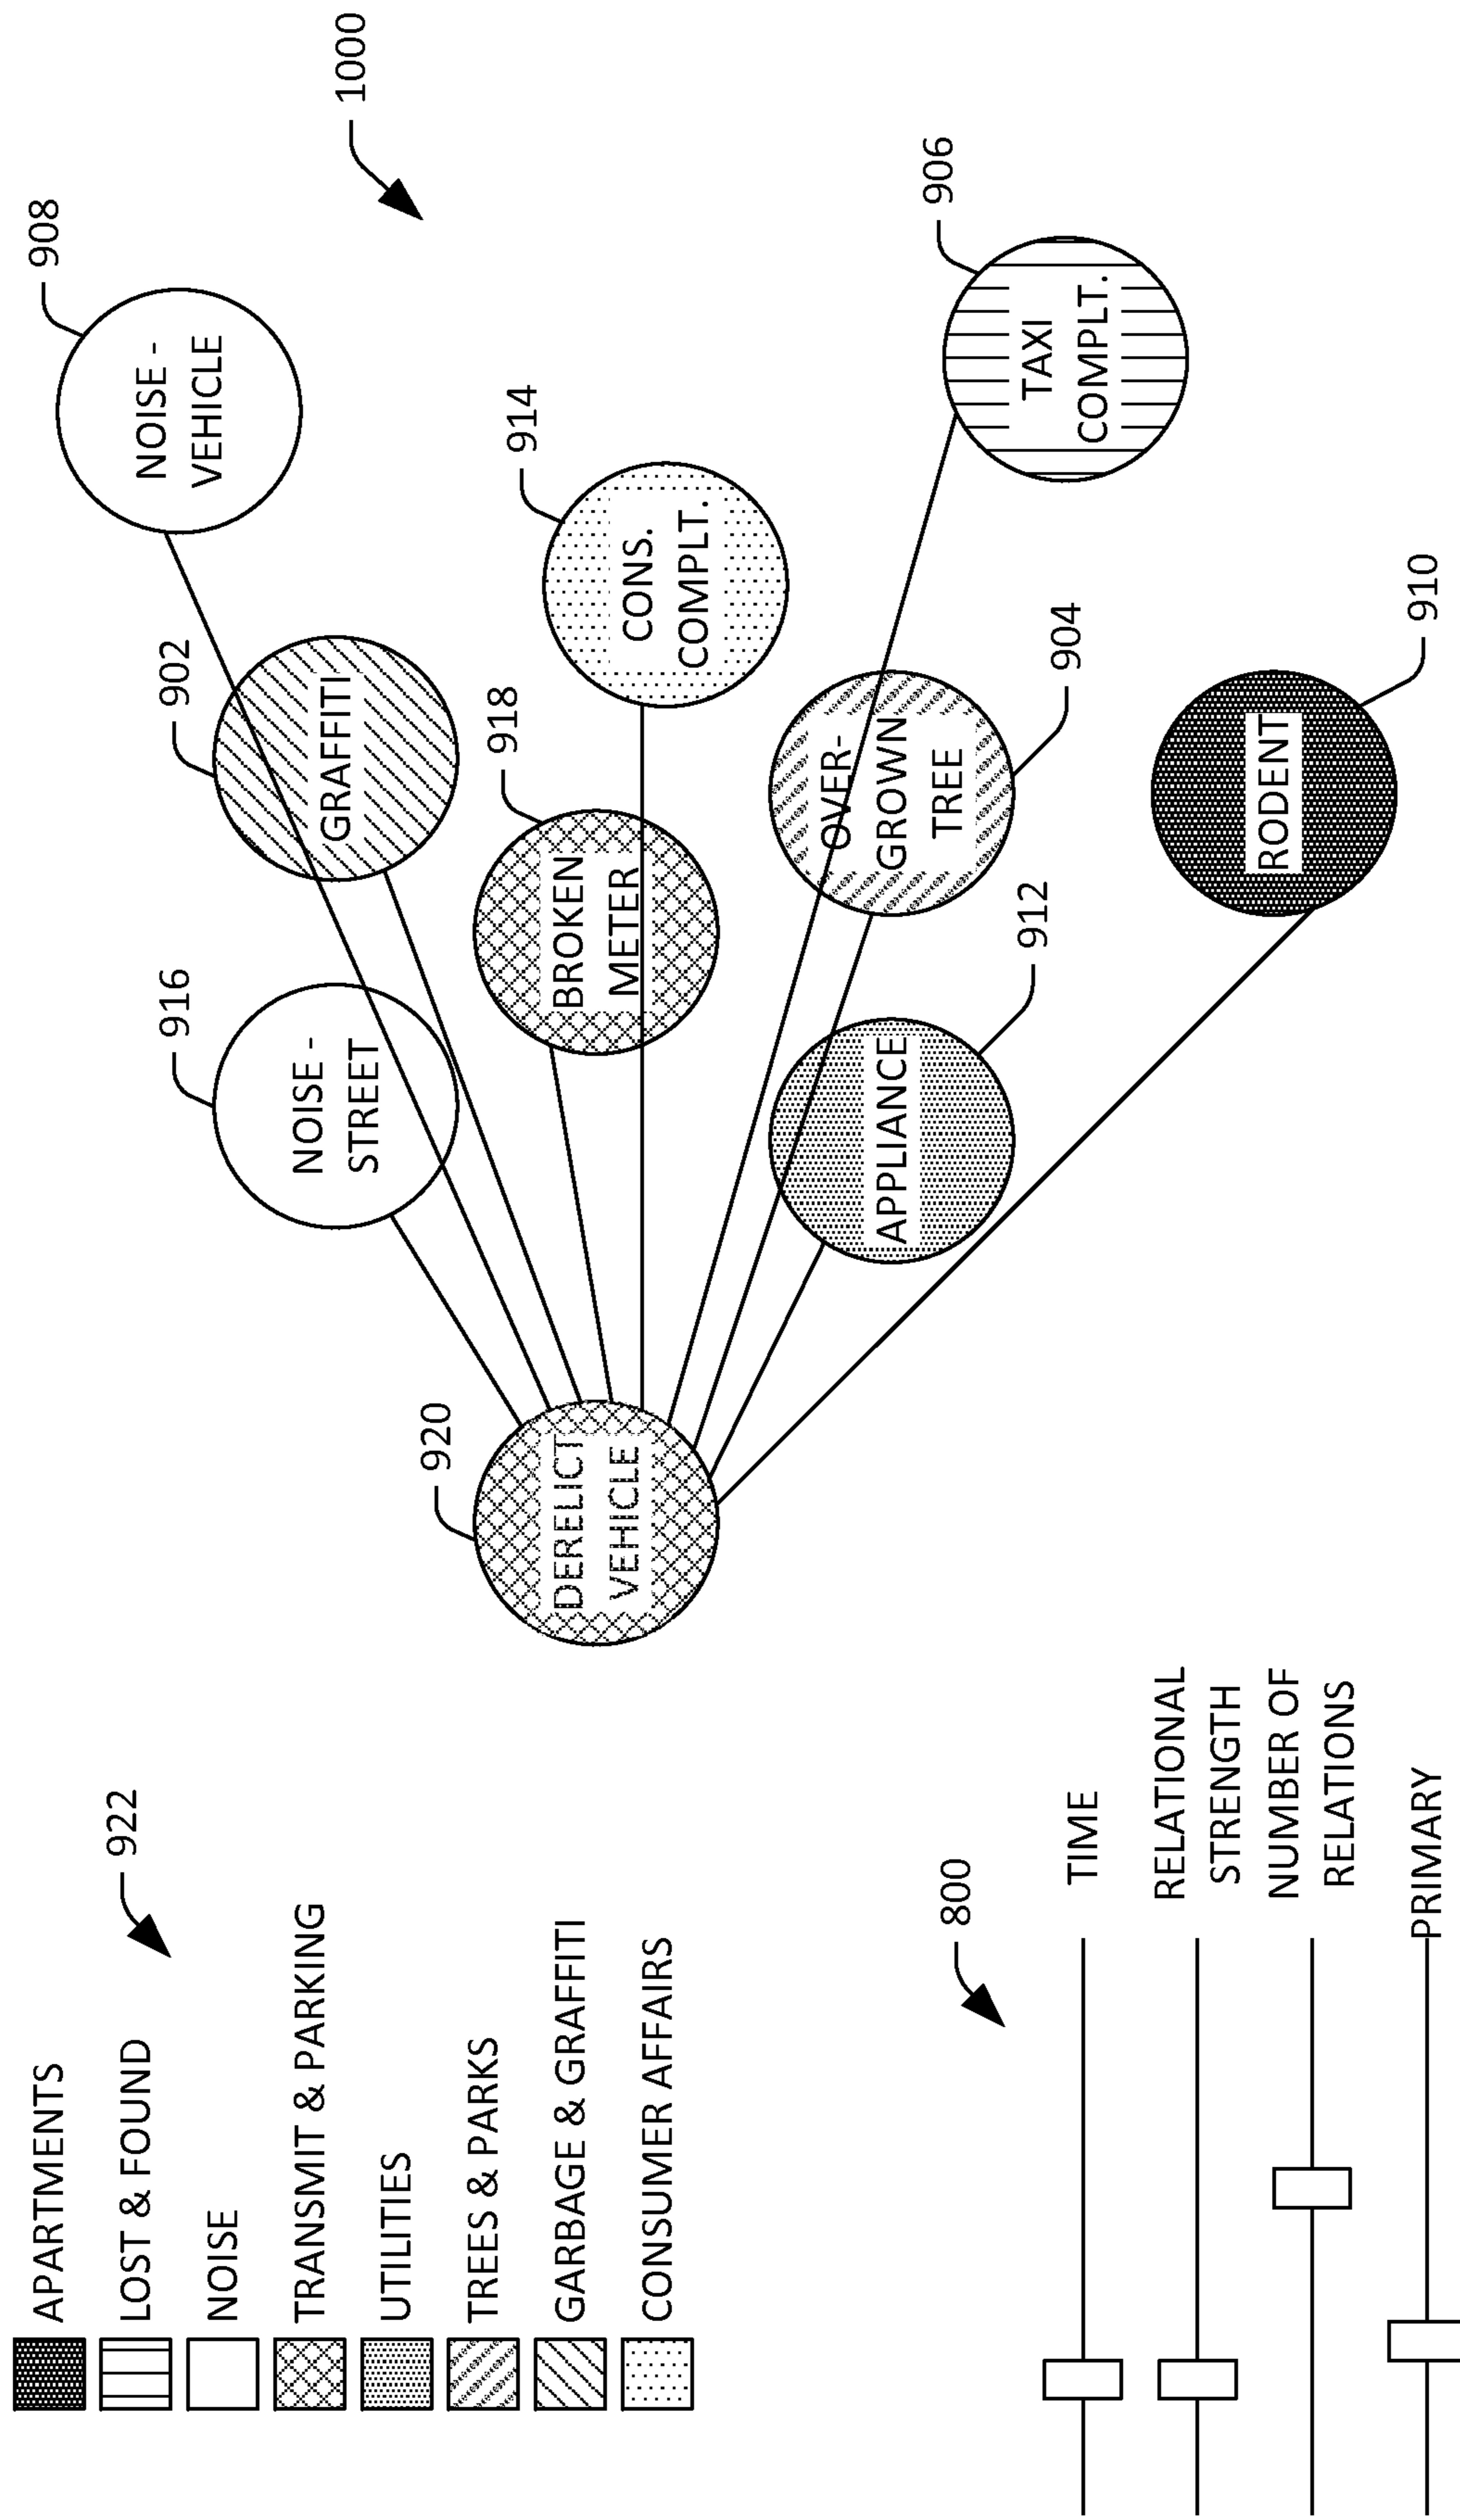 APARTMENTS
LOST & FOUND
NOISE
TRANSMIT & PARKING
UTILITIES
TREES & PARKS
GARBAGE & GRAFFITI
CONSUMER AFFAIRS
922
800
TIME
RELATIONAL
STRENGTH
NUMBER OF
RELATIONS
PRIMARY
920
DERELICT
VEHICLE
916
NOISE -
STREET
902
GRAFFITI
908
NOISE -
VEHICLE
1000
918
BROKEN
METER
914
CONS.
COMPLT.
912
APPLIANCE
904
OVER-
GROWN
TREE
906
TAXI
COMPLT.
910
RODENT